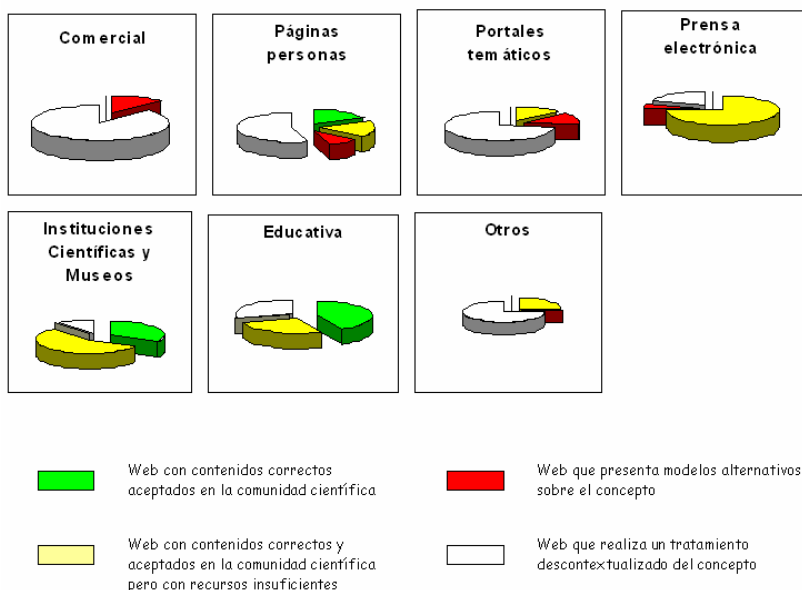 Comercial
Páginas
personas
Portales
temáticos
Prensa
electrónica
Instituciones
Científicas y
Museos
Educativa
Otros
Web con contenidos correctos
aceptados en la comunidad científica
Web que presenta modelos alternativos
sobre el concepto
Web con contenidos correctos y
aceptados en la comunidad científica
pero con recursos insuficientes
Web que realiza un tratamiento
descontextualizado del concepto